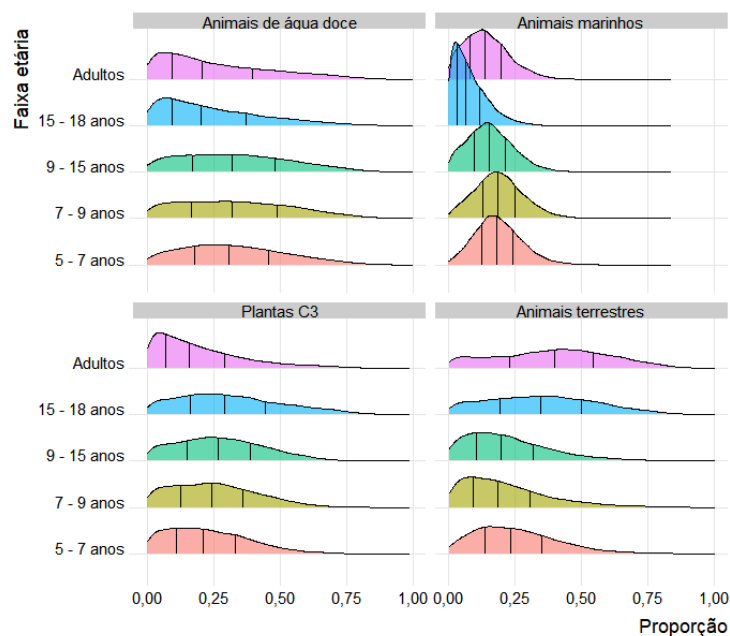 Faixa etária
Animais de água doce
Animais marinhos
Adultos
15 - 18 anos
9 - 15 anos
7 - 9 anos
5 - 7 anos
Plantas C3
Animais terrestres
Adultos
15 - 18 anos
9 - 15 anos
7 - 9 anos
5 - 7 anos
0,00 0,25 0,50 0,75 1,00
0,00 0,25 0,50 0,75 1,00
Proporção